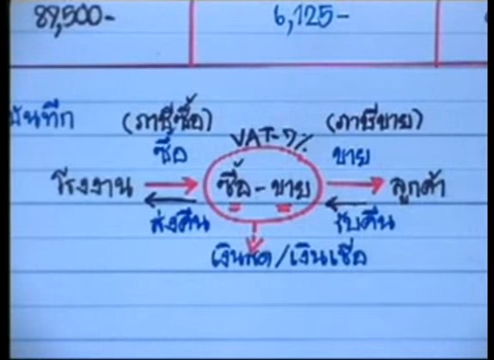 89,500- 6,125-
บันทึก (ภาษีซื้อ) VAT-7% (ภาษีขาย)
ซื้อ ขาย
โรงงาน ซื้อ-ขาย ลูกค้า
ส่งคืน รับคืน
เงินสด/เงินเชื่อ